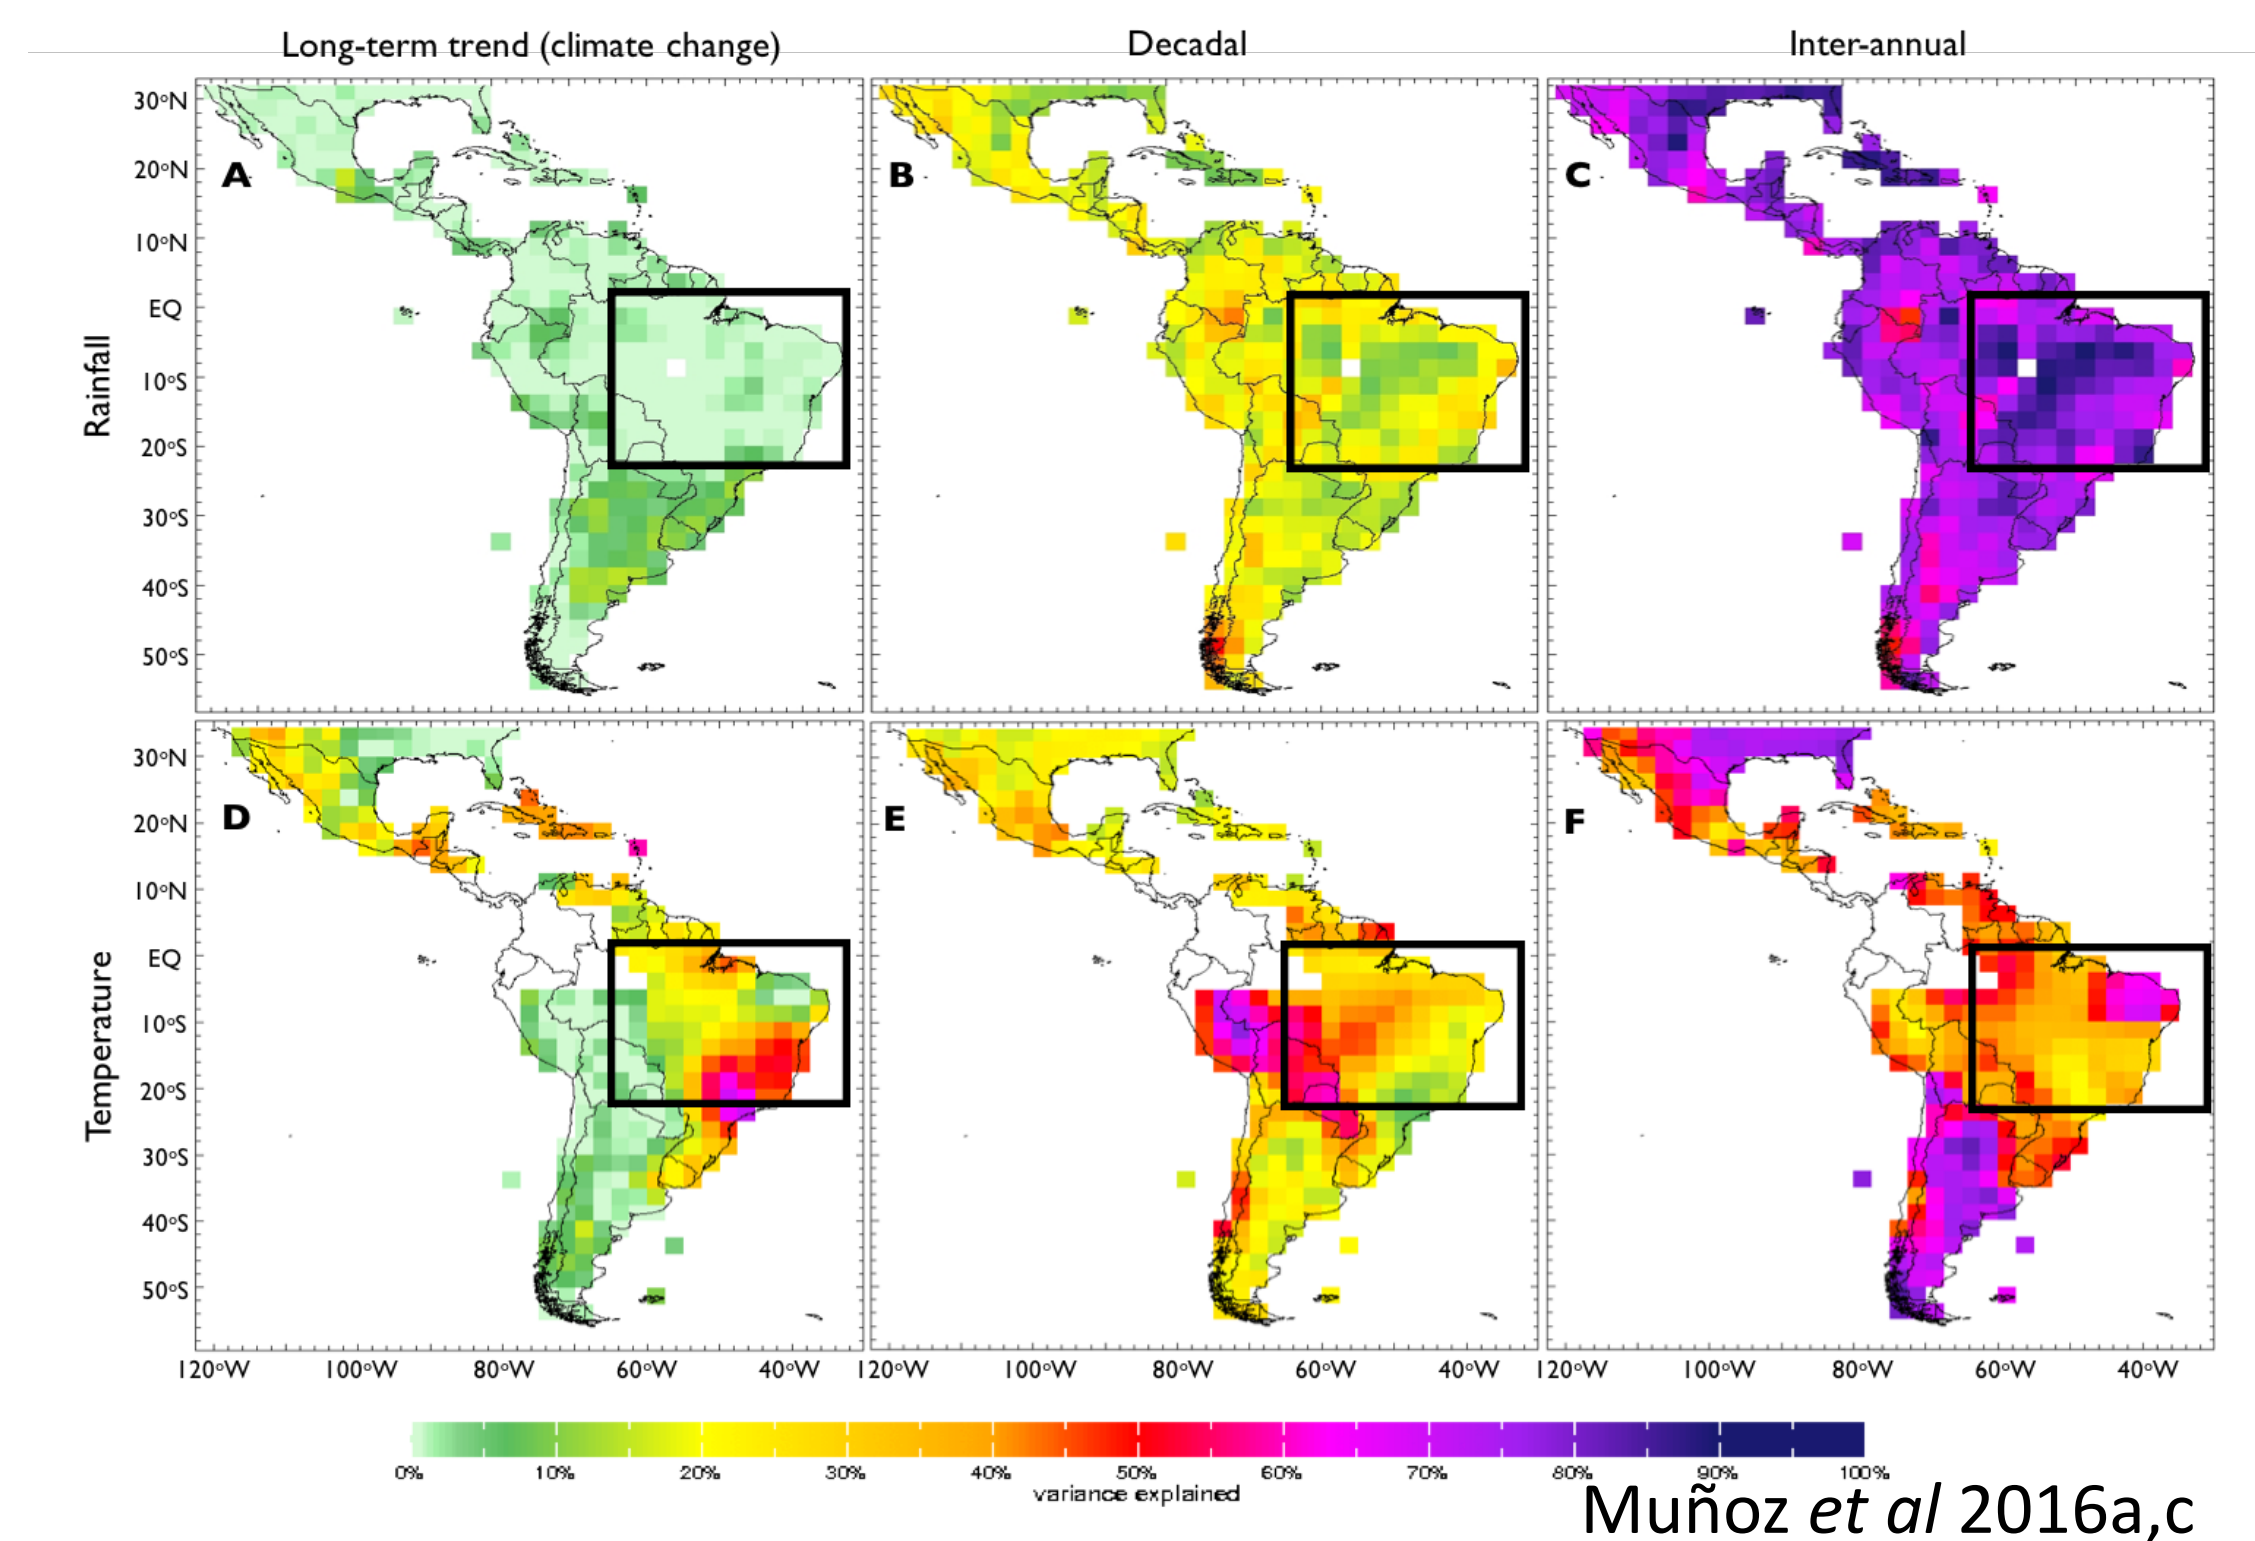 Long-term trend (climate change) Decadal Inter-annual
Rainfall
30°N
20°N
10°N
EQ
10°S
20°S
30°S
40°S
50°S
A B C
Temperature
30°N
20°N
10°N
EQ
10°S
20°S
30°S
40°S
50°S
D E F
120°W 100°W 80°W 60°W 40°W 120°W 100°W 80°W 60°W 40°W 120°W 100°W 80°W 60°W 40°W
0% 10% 20% 30% 40% 50% 60% 70% 80% 90% 100%
variance explained
Muñoz et al 2016a,c